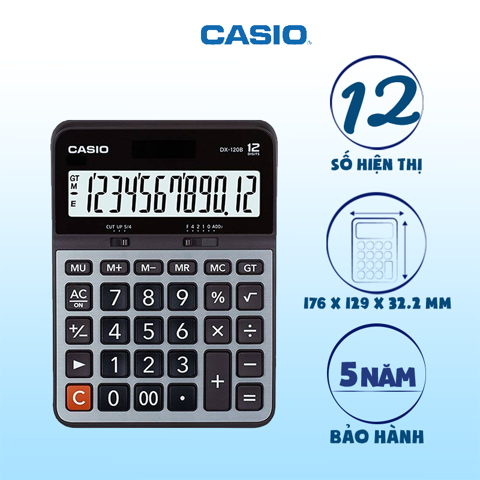 CASIO
CASIO
DX-120B 12
DIGITS
GT
M
E
1234567890.12
CUT UP 5/4
F 4 2 1 0 ADD2
MU M+ M− MR MC GT
AC
ON
7 8 9 % √
+/− 4 5 6 × ÷
► 1 2 3 + −
C 0 00 · =
12
SỐ HIỆN THỊ
176 X 129 X 32.2 MM
5 NĂM
BẢO HÀNH